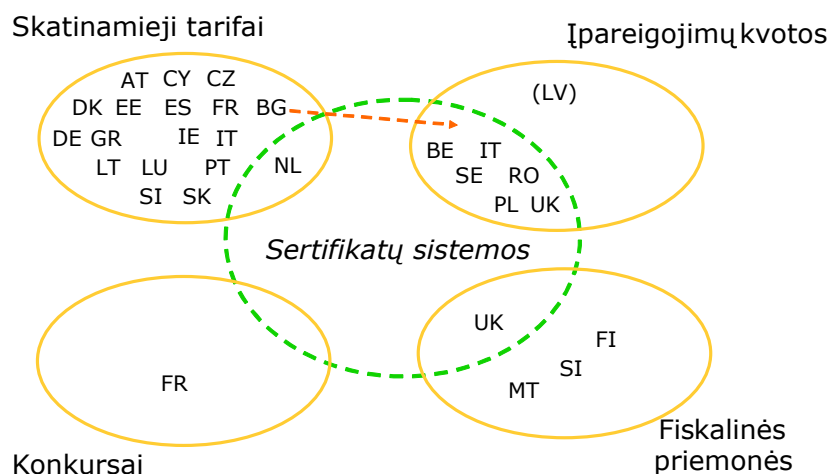 Skatinamieji tarifai
Įpareigojimų kvotos
AT CY CZ
DK EE ES FR BG
DE GR IE IT
LT LU PT NL
SI SK
(LV)
BE IT
SE RO
PL UK
Sertifikatų sistemos
FR
UK
FI
SI
MT
Konkursai
Fiskalinės
priemonės